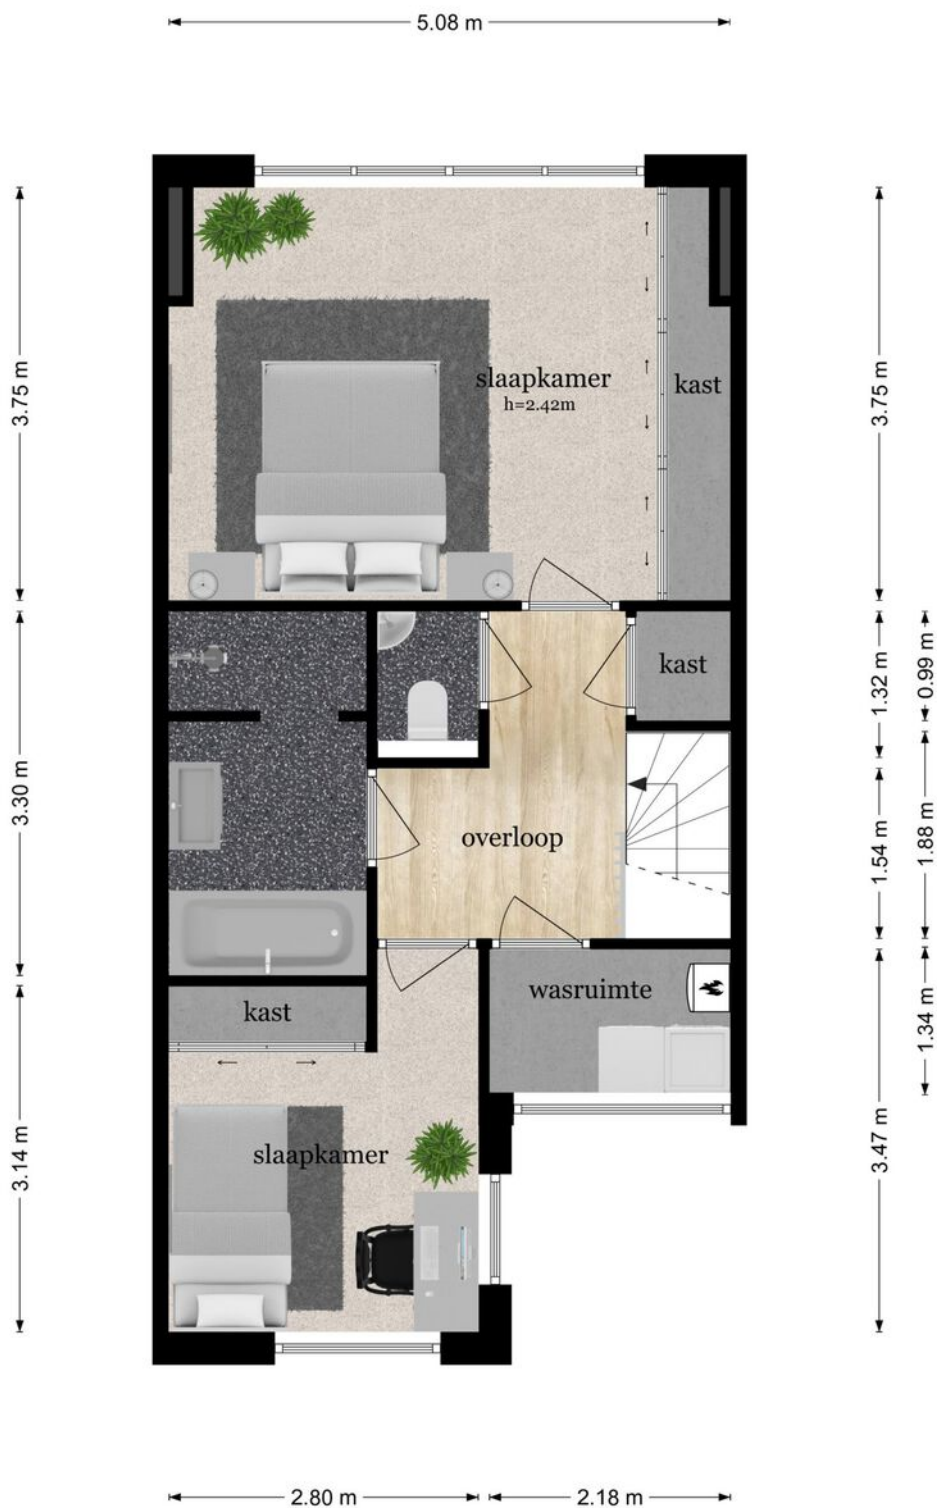 5.08 m
3.75 m
3.75 m
slaapkamer
h=2.42m
kast
kast
1.32 m
0.99 m
3.30 m
overloop
1.54 m
1.88 m
wasruimte
kast
1.34 m
3.14 m
slaapkamer
3.47 m
2.80 m
2.18 m